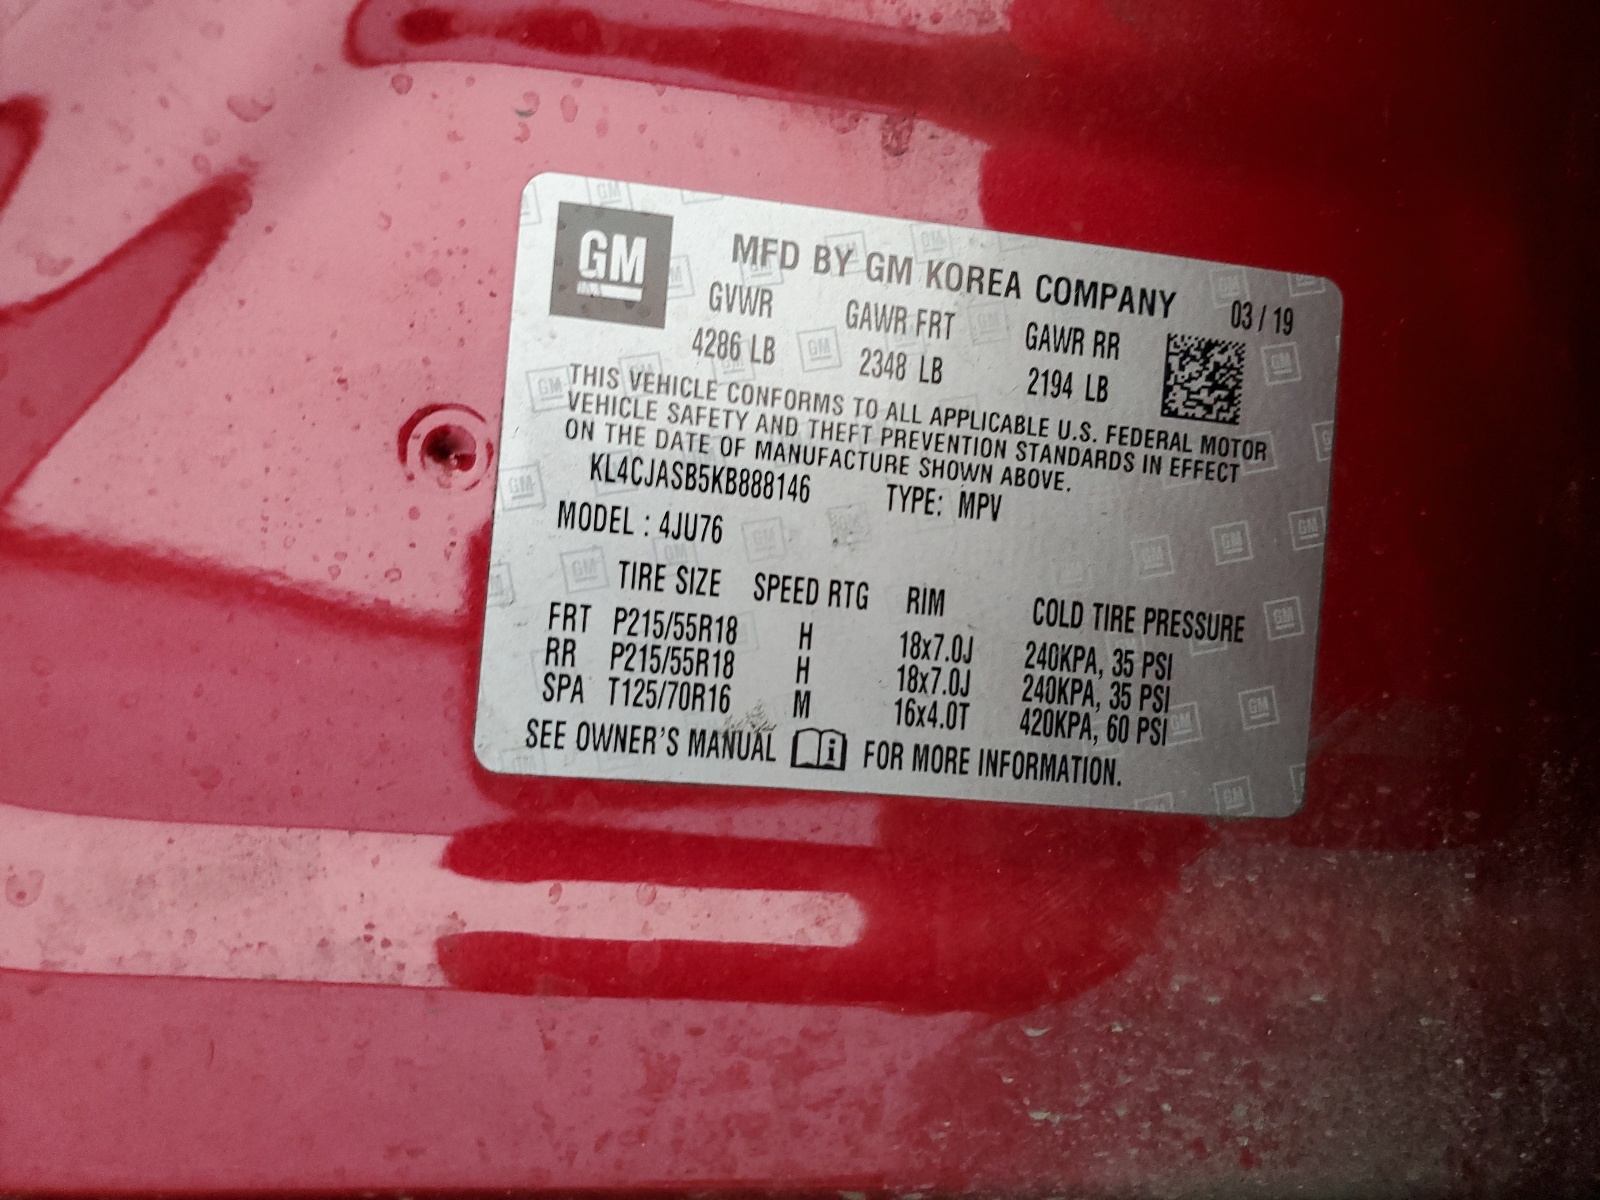 GM
MFD BY GM KOREA COMPANY 03 / 19
GVWR GAWR FRT GAWR RR
4286 LB 2348 LB 2194 LB
THIS VEHICLE CONFORMS TO ALL APPLICABLE U.S. FEDERAL MOTOR
VEHICLE SAFETY AND THEFT PREVENTION STANDARDS IN EFFECT
ON THE DATE OF MANUFACTURE SHOWN ABOVE.
KL4CJASB5KB888146 TYPE: MPV
MODEL : 4JU76
TIRE SIZE SPEED RTG RIM COLD TIRE PRESSURE
FRT P215/55R18 H 18x7.0J 240KPA, 35 PSI
RR P215/55R18 H 18x7.0J 240KPA, 35 PSI
SPA T125/70R16 M 16x4.0T 420KPA, 60 PSI
SEE OWNER'S MANUAL FOR MORE INFORMATION.